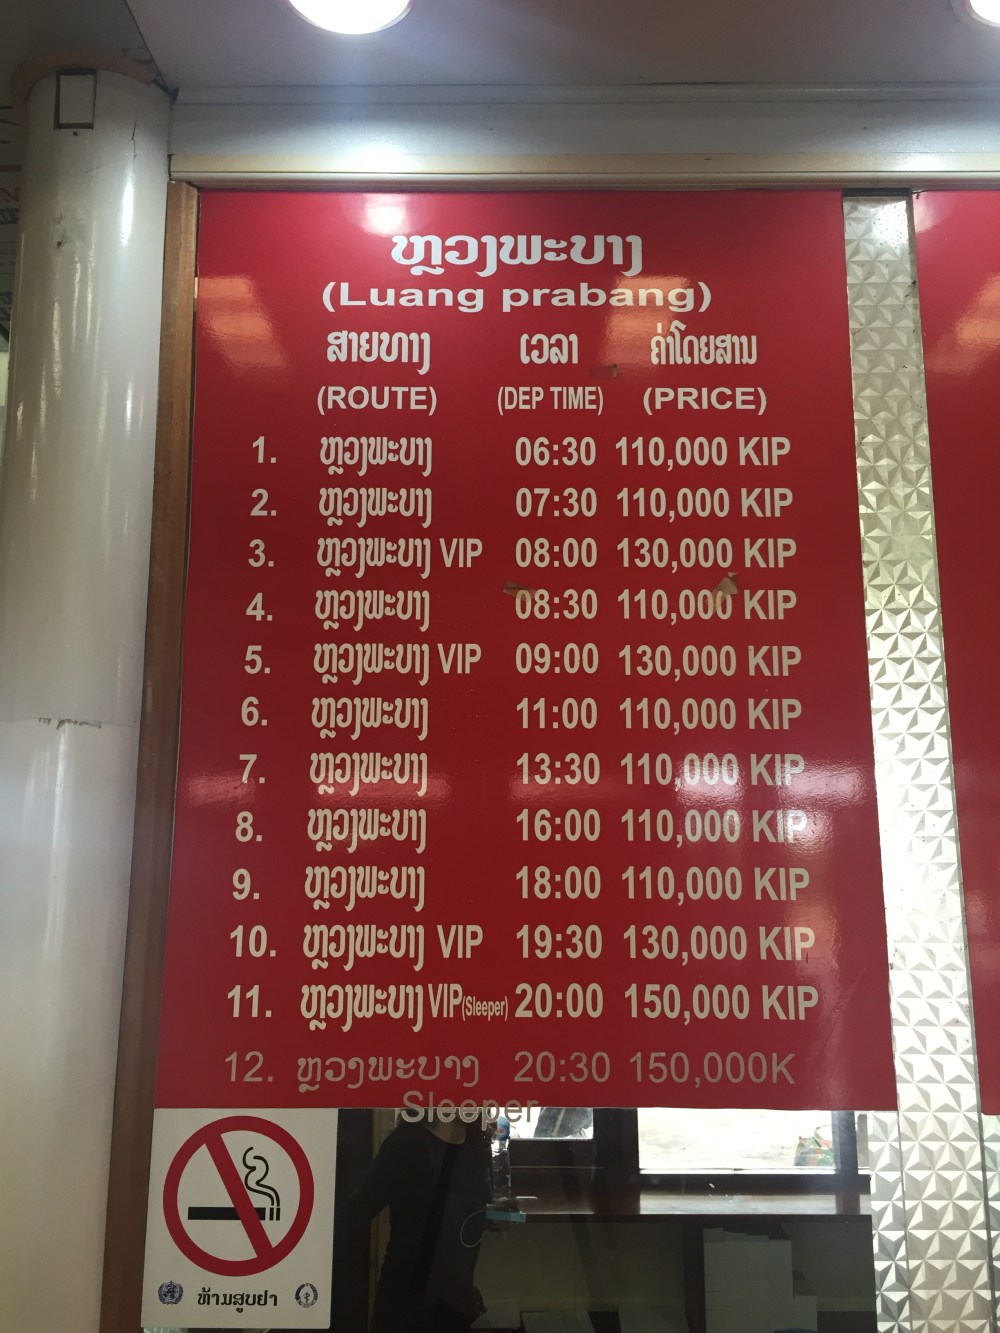 ຫຼວງພະບາງ
(Luang prabang)
ສາຍທາງ ເວລາ ຄ່າໂດຍສານ
(ROUTE) (DEP TIME) (PRICE)
1. ຫຼວງພະບາງ 06:30 110,000 KIP
2. ຫຼວງພະບາງ 07:30 110,000 KIP
3. ຫຼວງພະບາງ VIP 08:00 130,000 KIP
4. ຫຼວງພະບາງ 08:30 110,000 KIP
5. ຫຼວງພະບາງ VIP 09:00 130,000 KIP
6. ຫຼວງພະບາງ 11:00 110,000 KIP
7. ຫຼວງພະບາງ 13:30 110,000 KIP
8. ຫຼວງພະບາງ 16:00 110,000 KIP
9. ຫຼວງພະບາງ 18:00 110,000 KIP
10. ຫຼວງພະບາງ VIP 19:30 130,000 KIP
11. ຫຼວງພະບາງ VIP(Sleeper) 20:00 150,000 KIP
12. ຫຼວງພະບາງ 20:30 150,000K
Sleeper
ຫ້າມສູບຢາ